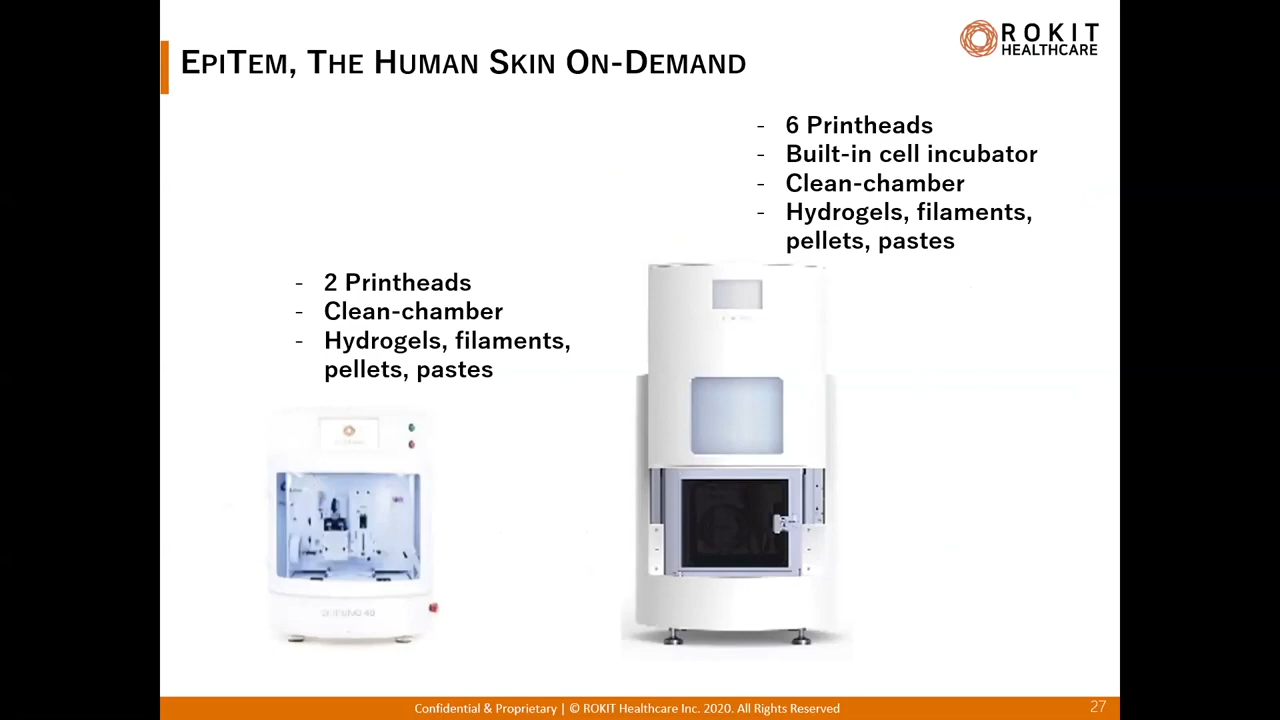 EPITEM, THE HUMAN SKIN ON-DEMAND
ROKIT
HEALTHCARE
- 6 Printheads
- Built-in cell incubator
- Clean-chamber
- Hydrogels, filaments,
pellets, pastes
- 2 Printheads
- Clean-chamber
- Hydrogels, filaments,
pellets, pastes
Confidential & Proprietary | © ROKIT Healthcare Inc. 2020. All Rights Reserved
27